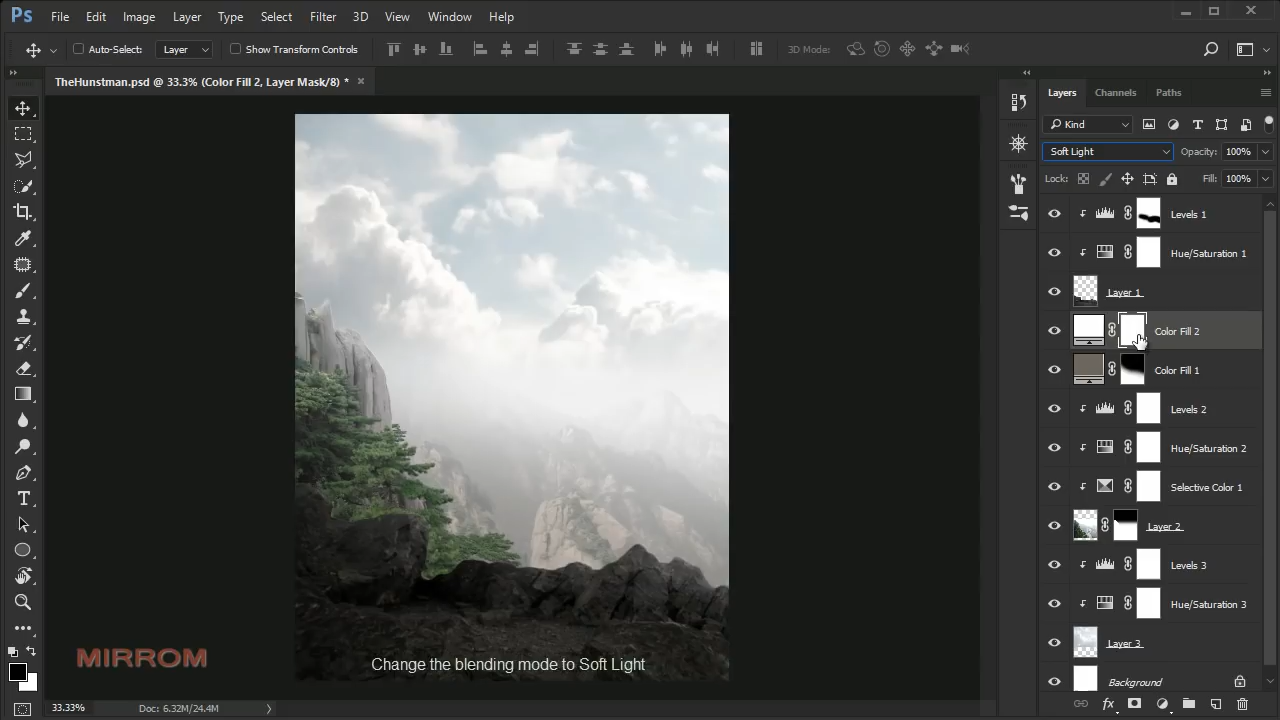 Ps File Edit Image Layer Type Select Filter 3D View Window Help
Auto-Select: Layer Show Transform Controls 3D Mode:
TheHunstman.psd @ 33.3% (Color Fill 2, Layer Mask/8) * ×
Layers Channels Paths
Kind
Soft Light Opacity: 100%
Lock: Fill: 100%
Levels 1
Hue/Saturation 1
Layer 1
Color Fill 2
Color Fill 1
Levels 2
Hue/Saturation 2
Selective Color 1
Layer 2
Levels 3
Hue/Saturation 3
Layer 3
Background
MIRROM
Change the blending mode to Soft Light
33.33% Doc: 6.32M/24.4M